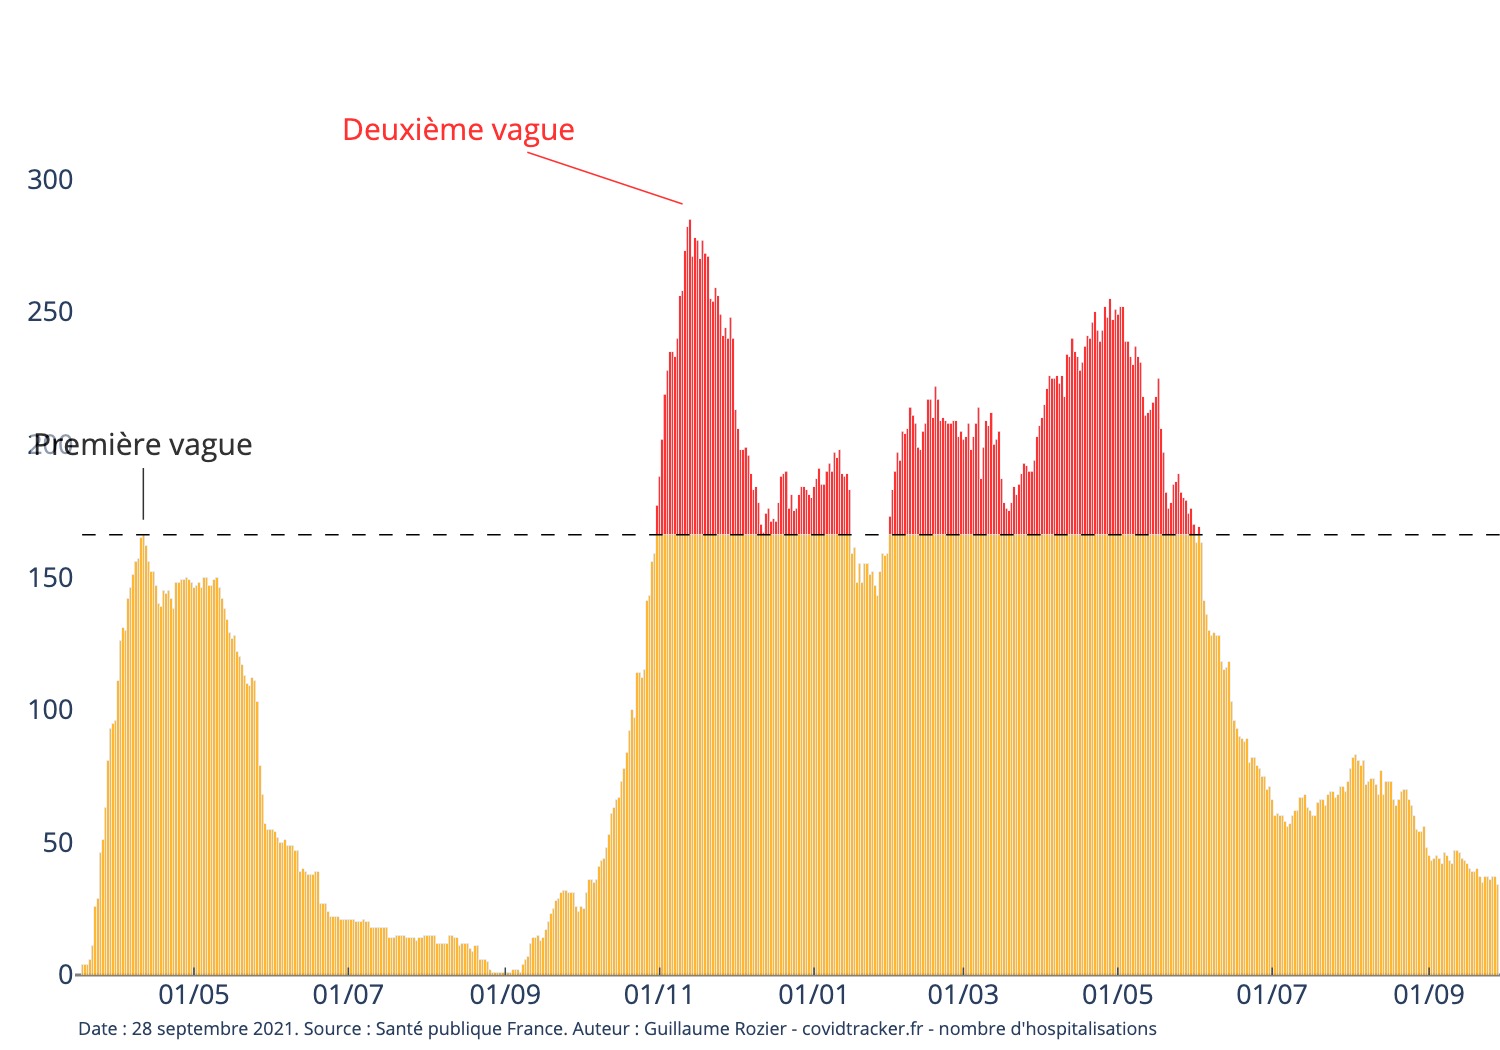 Deuxième vague
300
250
200
Première vague
150
100
50
0
01/05 01/07 01/09 01/11 01/01 01/03 01/05 01/07 01/09
Date : 28 septembre 2021. Source : Santé publique France. Auteur : Guillaume Rozier - covidtracker.fr - nombre d'hospitalisations